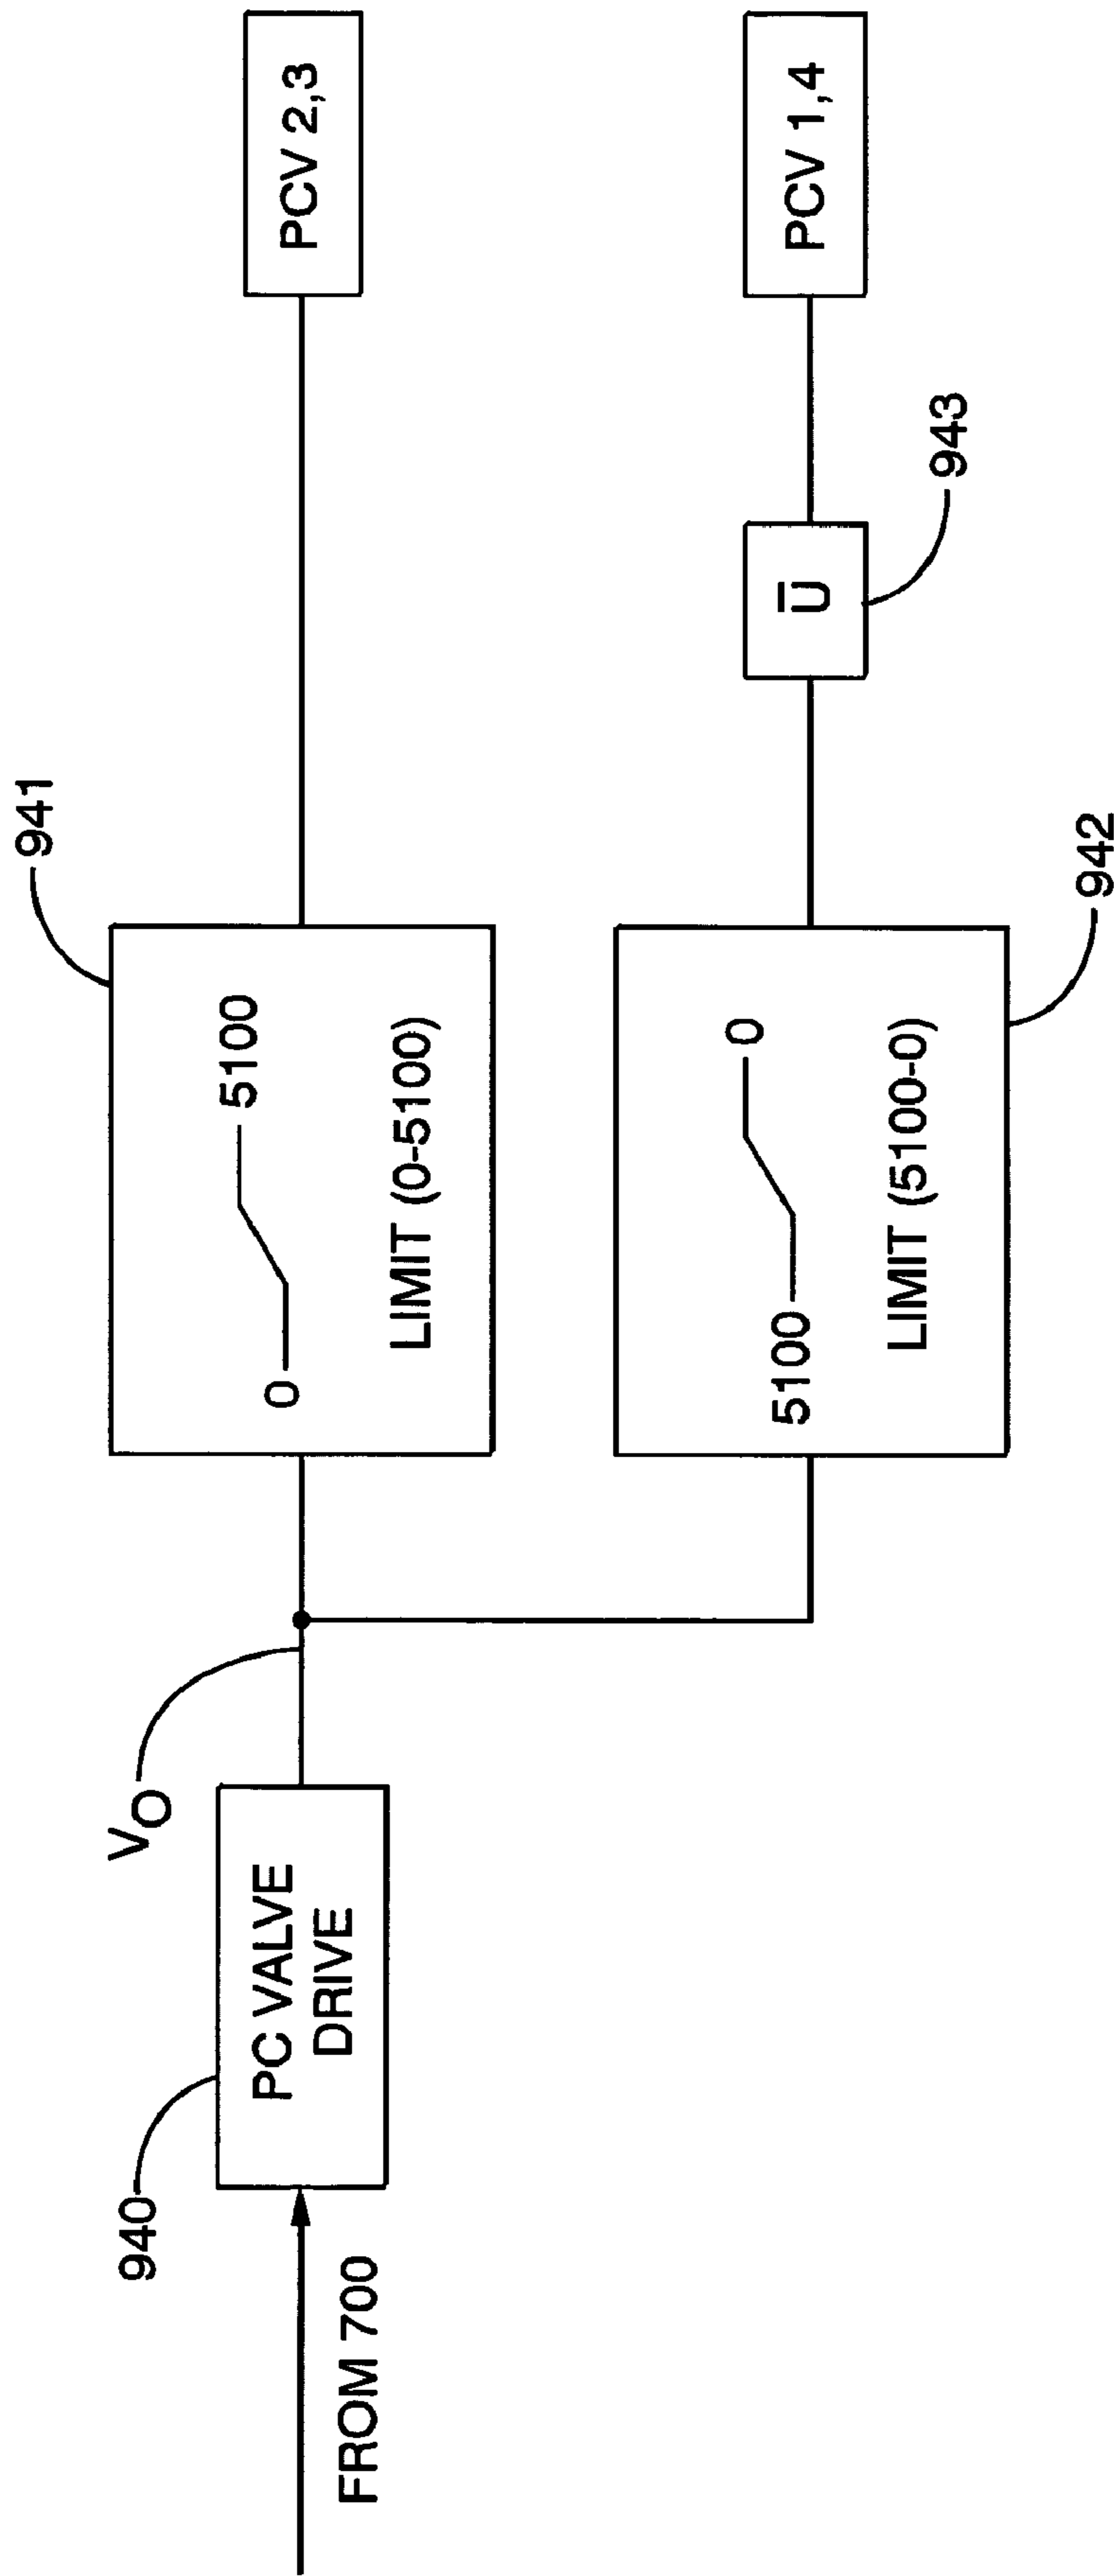 FROM 700
940
PC VALVE
DRIVE
VO
941
0
5100
LIMIT (0-5100)
PCV 2,3
5100
0
LIMIT (5100-0)
942
U̅
943
PCV 1,4